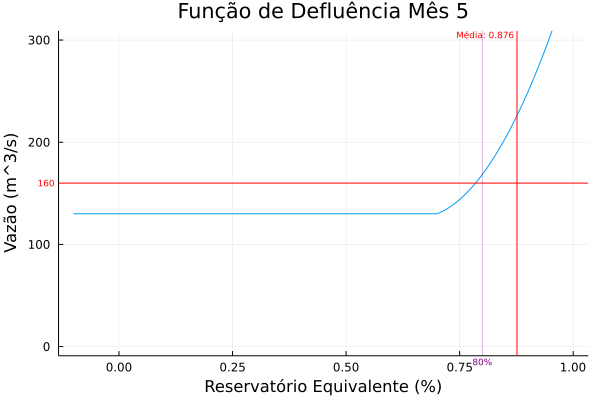 Função de Defluência Mês 5
Média: 0.876
300
200
160
100
0
Vazão (m^3/s)
0.00
0.25
0.50
0.75
80%
1.00
Reservatório Equivalente (%)